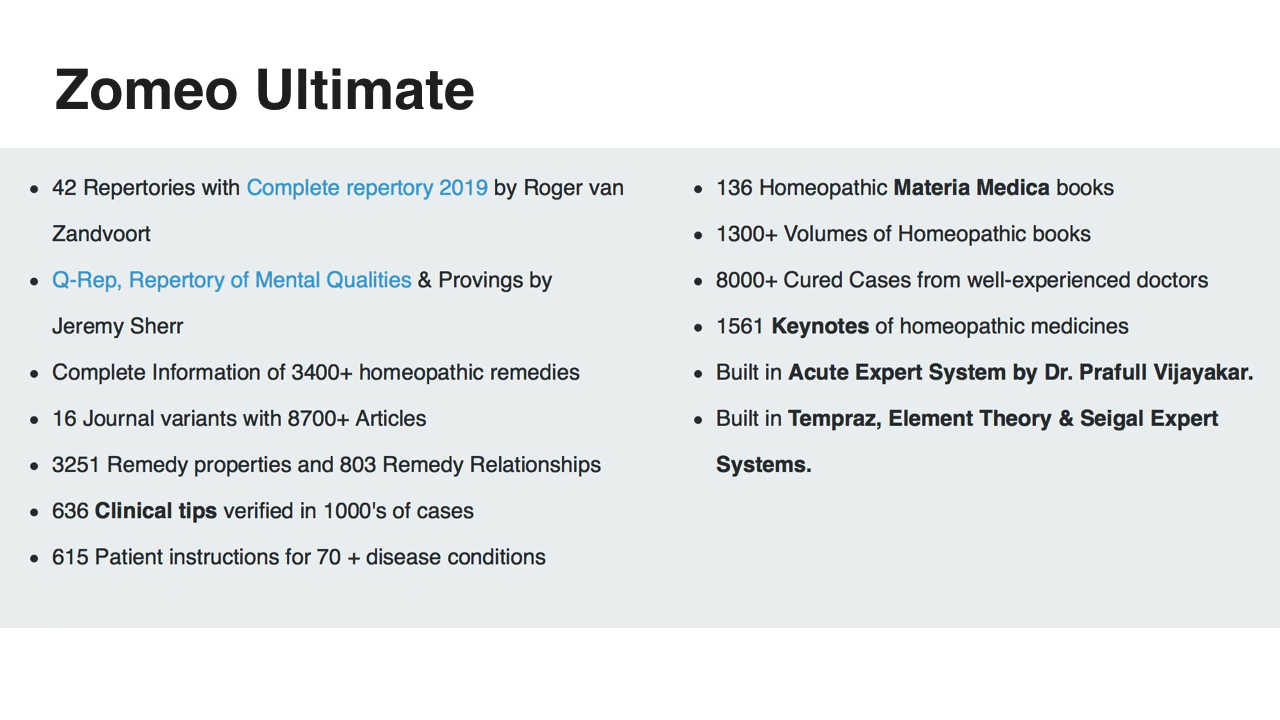 Zomeo Ultimate
42 Repertories with Complete repertory 2019 by Roger van
Zandvoort
Q-Rep, Repertory of Mental Qualities & Provings by
Jeremy Sherr
Complete Information of 3400+ homeopathic remedies
16 Journal variants with 8700+ Articles
3251 Remedy properties and 803 Remedy Relationships
636 Clinical tips verified in 1000's of cases
615 Patient instructions for 70 + disease conditions
136 Homeopathic Materia Medica books
1300+ Volumes of Homeopathic books
8000+ Cured Cases from well-experienced doctors
1561 Keynotes of homeopathic medicines
Built in Acute Expert System by Dr. Prafull Vijayakar.
Built in Tempraz, Element Theory & Seigal Expert
Systems.